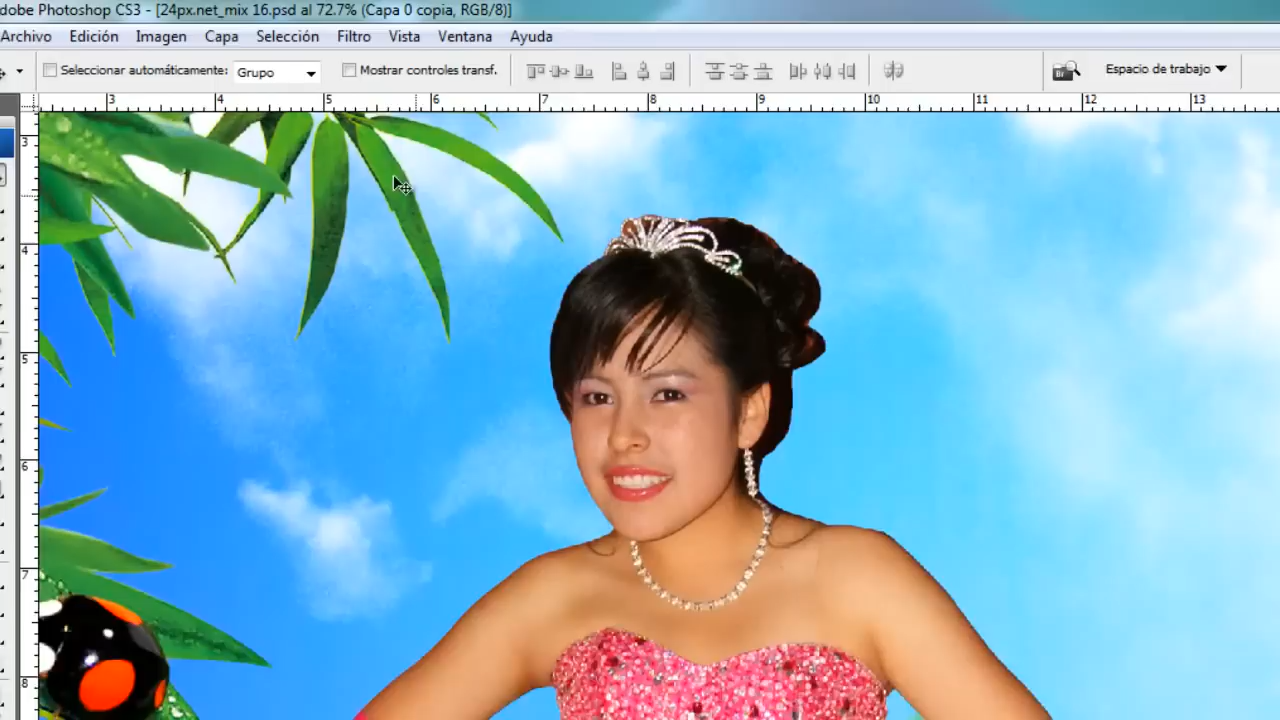 dobe Photoshop CS3 - [24px.net_mix 16.psd al 72.7% (Capa 0 copia, RGB/8)]
Archivo Edición Imagen Capa Selección Filtro Vista Ventana Ayuda
Seleccionar automáticamente: Grupo Mostrar controles transf. Br Espacio de trabajo
3 4 5 6 7 8 9 10 11 12 13
3
4
5
6
7
8